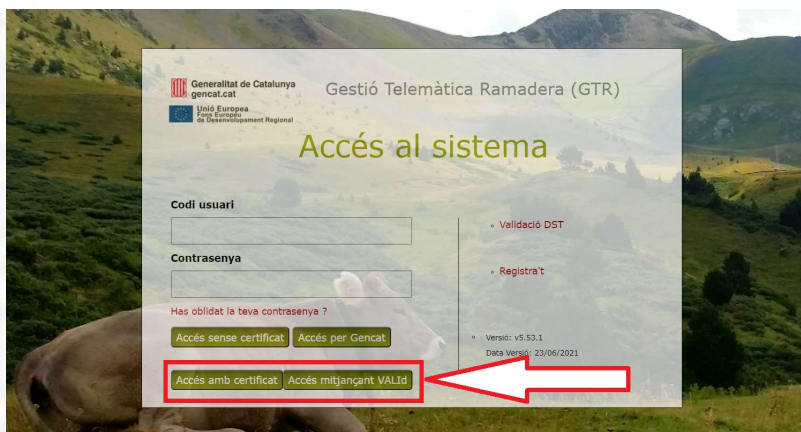 Generalitat de Catalunya
gencat.cat
Unió Europea
Fons Europeu
de Desenvolupament Regional
Gestió Telemàtica Ramadera (GTR)
Accés al sistema
Codi usuari
Contrasenya
Has oblidat la teva contrasenya ?
Accés sense certificat
Accés per Gencat
Accés amb certificat
Accés mitjançant VALId
Validació DST
Registra't
Versió: v5.53.1
Data Versió: 23/06/2021